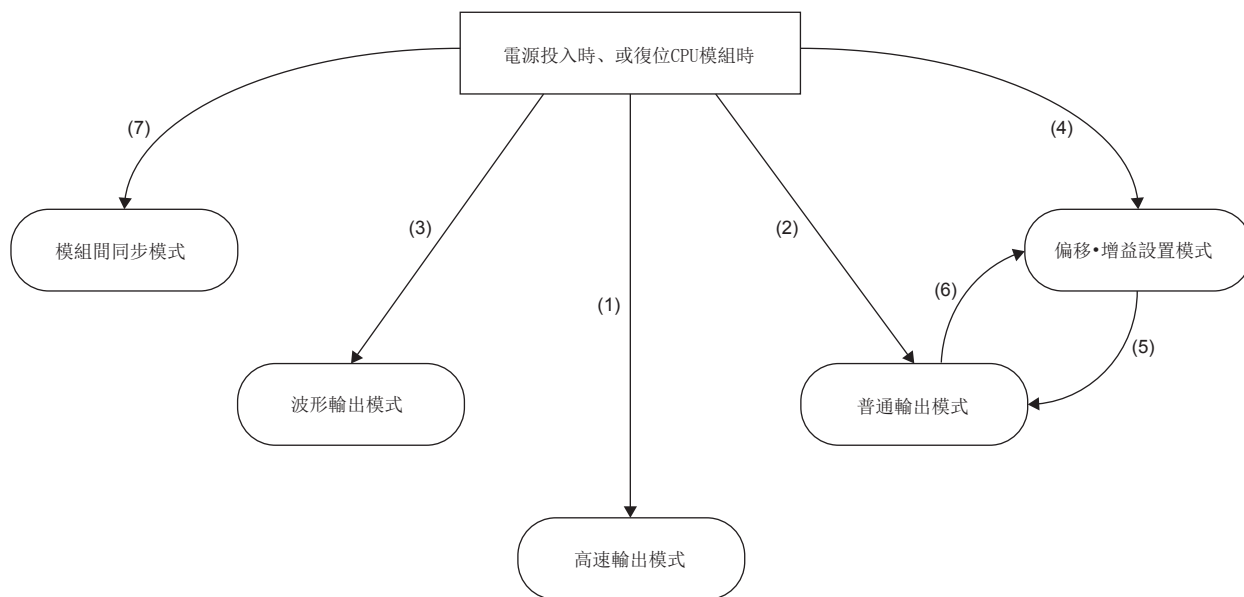 電源投入時、或復位CPU模組時
(7)
(4)
模組間同步模式
(3)
(2)
偏移•增益設置模式
(6)
(1)
(5)
波形輸出模式
普通輸出模式
高速輸出模式